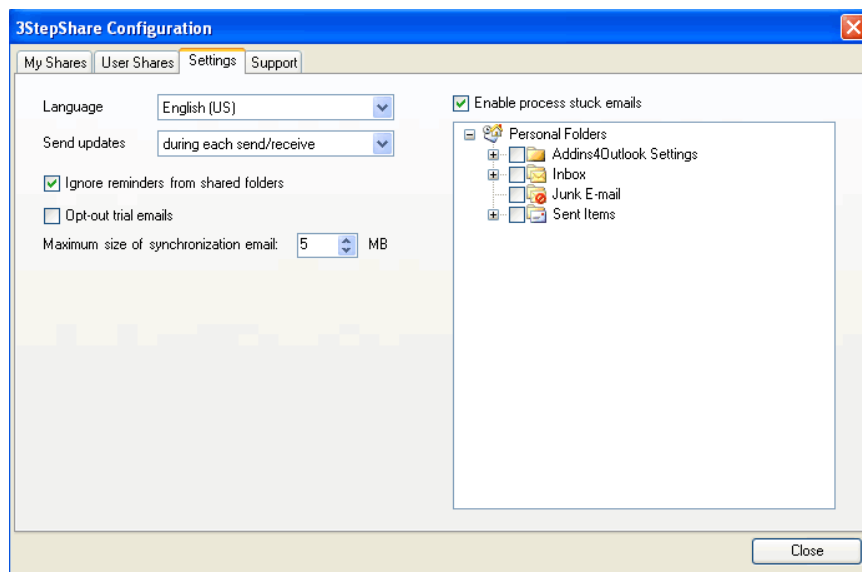 3StepShare Configuration
My Shares User Shares Settings Support
Language English (US)
Send updates during each send/receive
Ignore reminders from shared folders
Opt-out trial emails
Maximum size of synchronization email: 5 MB
Enable process stuck emails
Personal Folders
Addins4Outlook Settings
Inbox
Junk E-mail
Sent Items
Close